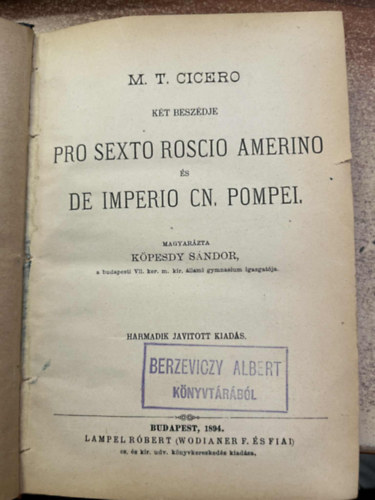 M. T. CICERO
KÉT BESZÉDJE
PRO SEXTO ROSCIO AMERINO
ÉS
DE IMPERIO CN. POMPEI.
MAGYARÁZTA
KÖPESDY SÁNDOR,
a budapesti VII. ker. m. kir. állami gymnasium igazgatója.
HARMADIK JAVITOTT KIADÁS.
BERZEVICZY ALBERT
KÖNYVTÁRÁBÓL
BUDAPEST, 1894.
LAMPEL RÓBERT (WODIANER F. ÉS FIAI)
cs. és kir. udv. könyvkereskedés kiadása.